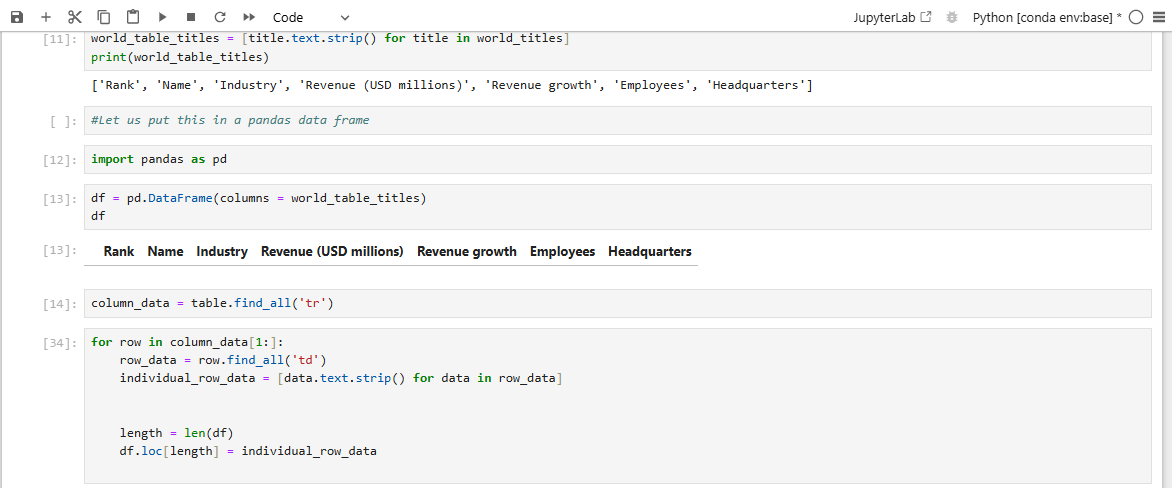 Code
JupyterLab
Python [conda env:base] *
[11]:
world_table_titles = [title.text.strip() for title in world_titles]
print(world_table_titles)
['Rank', 'Name', 'Industry', 'Revenue (USD millions)', 'Revenue growth', 'Employees', 'Headquarters']
[ ]:
#Let us put this in a pandas data frame
[12]:
import pandas as pd
[13]:
df = pd.DataFrame(columns = world_table_titles)
df
[13]:
Rank Name Industry Revenue (USD millions) Revenue growth Employees Headquarters
[14]:
column_data = table.find_all('tr')
[34]:
for row in column_data[1:]:
    row_data = row.find_all('td')
    individual_row_data = [data.text.strip() for data in row_data]
    length = len(df)
    df.loc[length] = individual_row_data